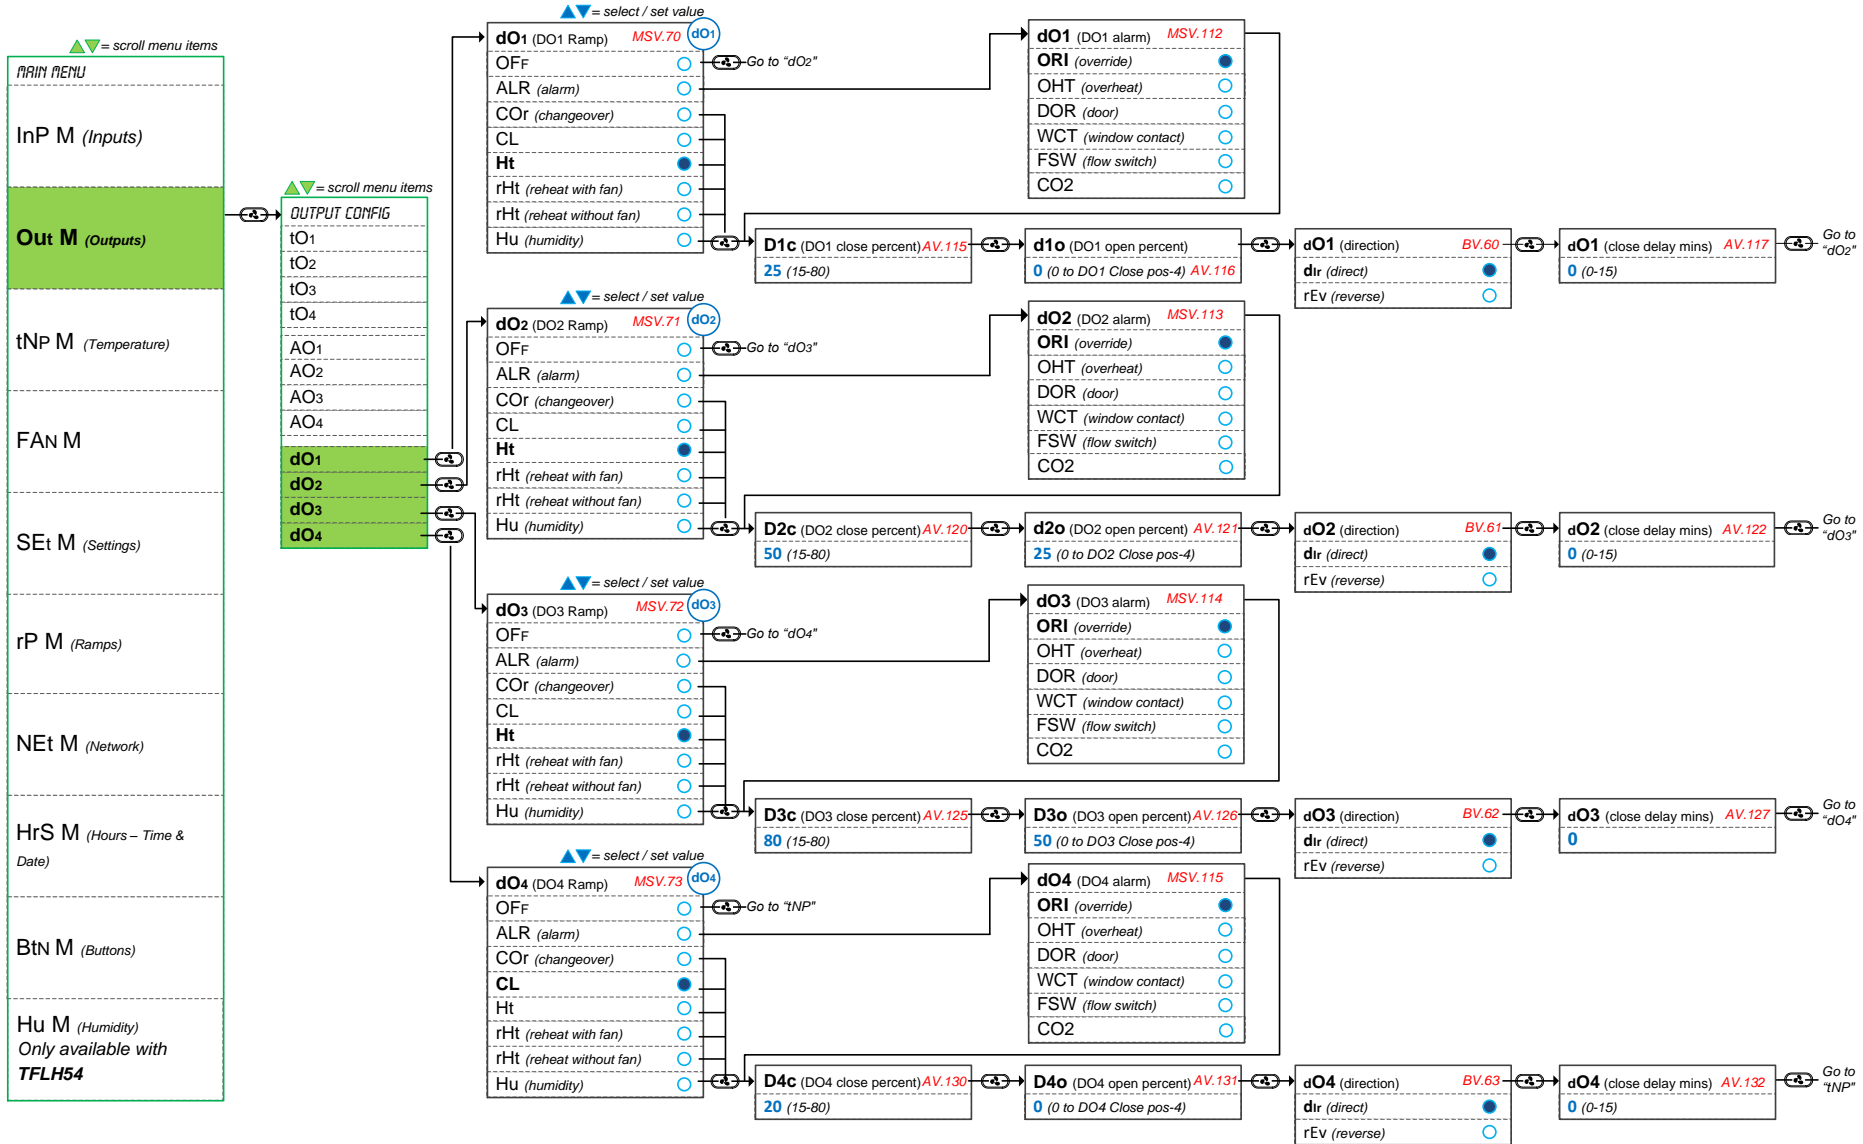 ▲▼= scroll menu items
MAIN MENU
InP M (Inputs)
Out M (Outputs)
tNP M (Temperature)
FAN M
SEt M (Settings)
rP M (Ramps)
NEt M (Network)
HrS M (Hours – Time &
Date)
BtN M (Buttons)
Hu M (Humidity)
Only available with
TFLH54
▲▼= scroll menu items
OUTPUT CONFIG
tO1
tO2
tO3
tO4
AO1
AO2
AO3
AO4
dO1
dO2
dO3
dO4
▲▼= select / set value
dO1 (DO1 Ramp) MSV.70 dO1
OFF Go to "dO2"
ALR (alarm)
COr (changeover)
CL
Ht
rHt (reheat with fan)
rHt (reheat without fan)
Hu (humidity)
dO1 (DO1 alarm) MSV.112
ORI (override)
OHT (overheat)
DOR (door)
WCT (window contact)
FSW (flow switch)
CO2
D1c (DO1 close percent) AV.115
25 (15-80)
d1o (DO1 open percent)
0 (0 to DO1 Close pos-4) AV.116
dO1 (direction) BV.60
dIr (direct)
rEv (reverse)
dO1 (close delay mins) AV.117
0 (0-15)
Go to
"dO2"
▲▼= select / set value
dO2 (DO2 Ramp) MSV.71 dO2
OFF Go to "dO3"
ALR (alarm)
COr (changeover)
CL
Ht
rHt (reheat with fan)
rHt (reheat without fan)
Hu (humidity)
dO2 (DO2 alarm) MSV.113
ORI (override)
OHT (overheat)
DOR (door)
WCT (window contact)
FSW (flow switch)
CO2
D2c (DO2 close percent) AV.120
50 (15-80)
d2o (DO2 open percent) AV.121
25 (0 to DO2 Close pos-4)
dO2 (direction) BV.61
dIr (direct)
rEv (reverse)
dO2 (close delay mins) AV.122
0 (0-15)
Go to
"dO3"
▲▼= select / set value
dO3 (DO3 Ramp) MSV.72 dO3
OFF Go to "dO4"
ALR (alarm)
COr (changeover)
CL
Ht
rHt (reheat with fan)
rHt (reheat without fan)
Hu (humidity)
dO3 (DO3 alarm) MSV.114
ORI (override)
OHT (overheat)
DOR (door)
WCT (window contact)
FSW (flow switch)
CO2
D3c (DO3 close percent) AV.125
80 (15-80)
D3o (DO3 open percent) AV.126
50 (0 to DO3 Close pos-4)
dO3 (direction) BV.62
dIr (direct)
rEv (reverse)
dO3 (close delay mins) AV.127
0
Go to
"dO4"
▲▼= select / set value
dO4 (DO4 Ramp) MSV.73 dO4
OFF Go to "tNP"
ALR (alarm)
COr (changeover)
CL
Ht
rHt (reheat with fan)
rHt (reheat without fan)
Hu (humidity)
dO4 (DO4 alarm) MSV.115
ORI (override)
OHT (overheat)
DOR (door)
WCT (window contact)
FSW (flow switch)
CO2
D4c (DO4 close percent) AV.130
20 (15-80)
D4o (DO4 open percent) AV.131
0 (0 to DO4 Close pos-4)
dO4 (direction) BV.63
dIr (direct)
rEv (reverse)
dO4 (close delay mins) AV.132
0 (0-15)
Go to
"tNP"